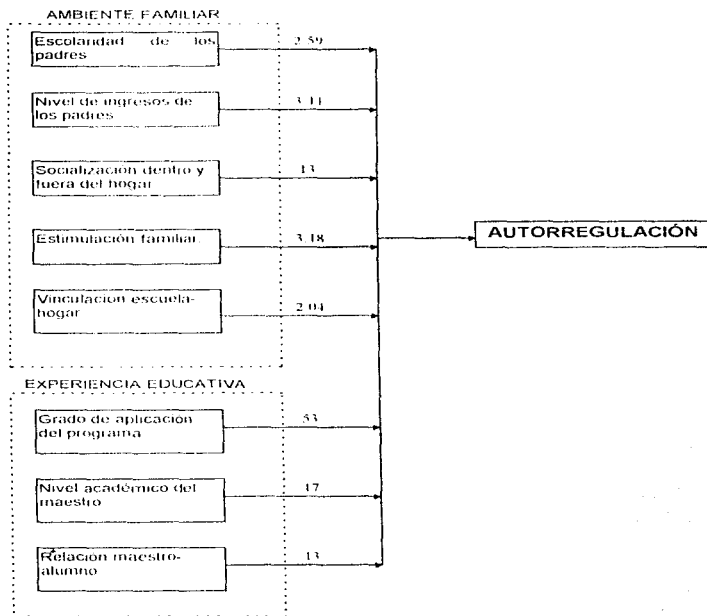 AMBIENTE FAMILIAR
Escolaridad de los
padres
2.59
Nivel de ingresos de
los padres
3.11
Socialización dentro y
fuera del hogar
13
Estimulación familiar.
3.18
Vinculacion escuela-
hogar
2.04
AUTORREGULACIÓN
EXPERIENCIA EDUCATIVA
Grado de aplicación
del programa
53
Nivel académico del
maestro
17
Relación maestro-
alumno
13